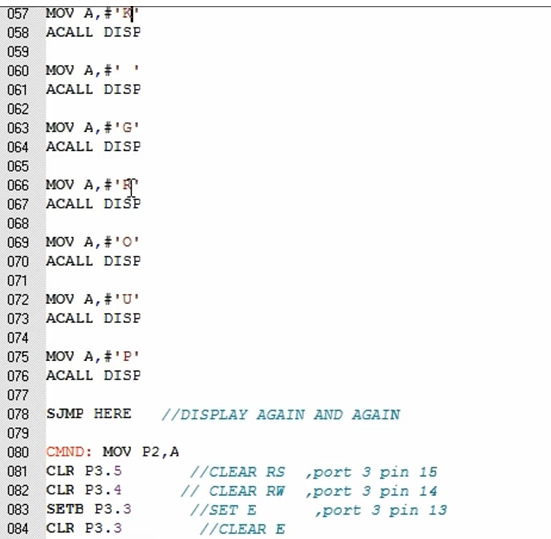 057 MOV A,#'K'
058 ACALL DISP
059
060 MOV A,#' '
061 ACALL DISP
062
063 MOV A,#'G'
064 ACALL DISP
065
066 MOV A,#'R'
067 ACALL DISP
068
069 MOV A,#'O'
070 ACALL DISP
071
072 MOV A,#'U'
073 ACALL DISP
074
075 MOV A,#'P'
076 ACALL DISP
077
078 SJMP HERE //DISPLAY AGAIN AND AGAIN
079
080 CMND: MOV P2,A
081 CLR P3.5 //CLEAR RS ,port 3 pin 15
082 CLR P3.4 // CLEAR RW ,port 3 pin 14
083 SETB P3.3 //SET E ,port 3 pin 13
084 CLR P3.3 //CLEAR E